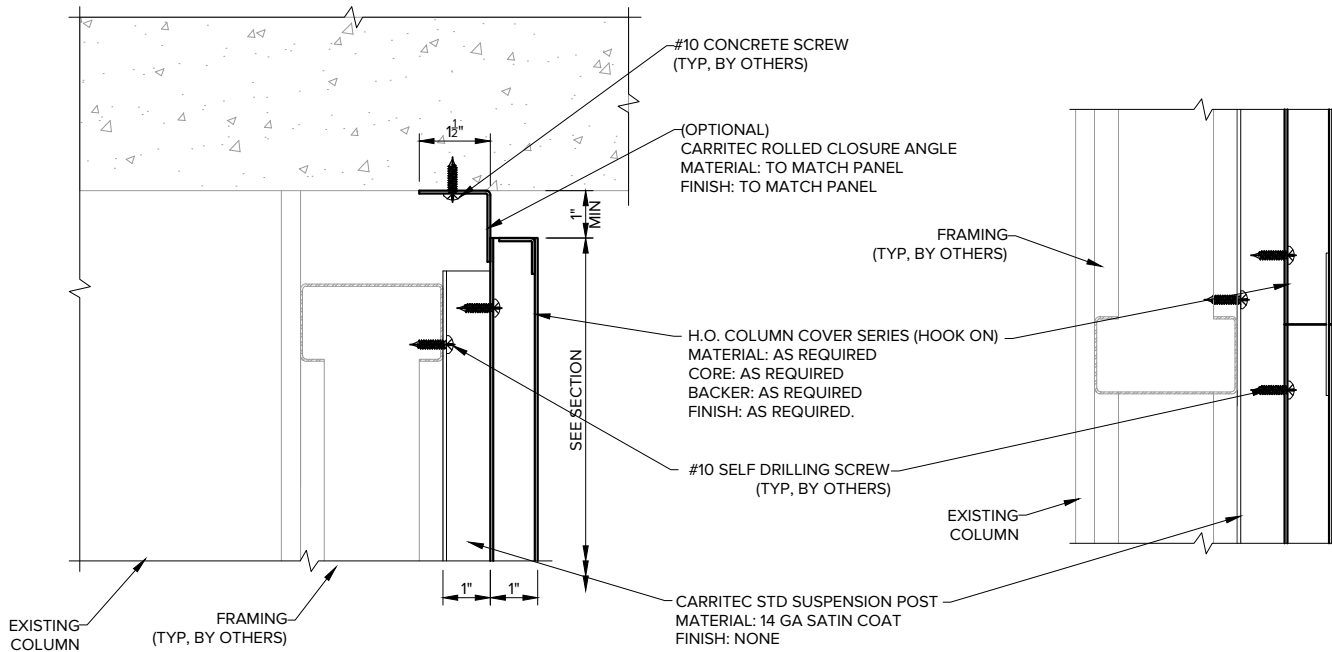 #10 CONCRETE SCREW
(TYP, BY OTHERS)
1 1/2"
(OPTIONAL)
CARRITEC ROLLED CLOSURE ANGLE
MATERIAL: TO MATCH PANEL
FINISH: TO MATCH PANEL
1"
MIN
FRAMING
(TYP, BY OTHERS)
H.O. COLUMN COVER SERIES (HOOK ON)
MATERIAL: AS REQUIRED
CORE: AS REQUIRED
BACKER: AS REQUIRED
FINISH: AS REQUIRED.
SEE SECTION
#10 SELF DRILLING SCREW
(TYP, BY OTHERS)
EXISTING
COLUMN
1"
1"
CARRITEC STD SUSPENSION POST
MATERIAL: 14 GA SATIN COAT
FINISH: NONE
EXISTING
COLUMN
FRAMING
(TYP, BY OTHERS)